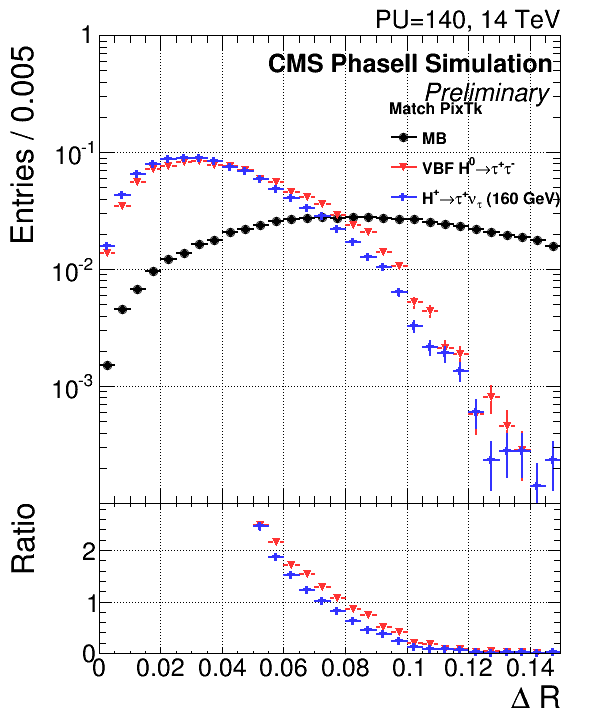 PU=140, 14 TeV
CMS PhaseII Simulation
Preliminary
Match PixTk
MB
VBF H⁰→τ⁺τ⁻
H⁺→τ⁺ν_τ (160 GeV)
Entries / 0.005
1
10⁻¹
10⁻²
10⁻³
Ratio
2
1
0
0 0.02 0.04 0.06 0.08 0.1 0.12 0.14
Δ R